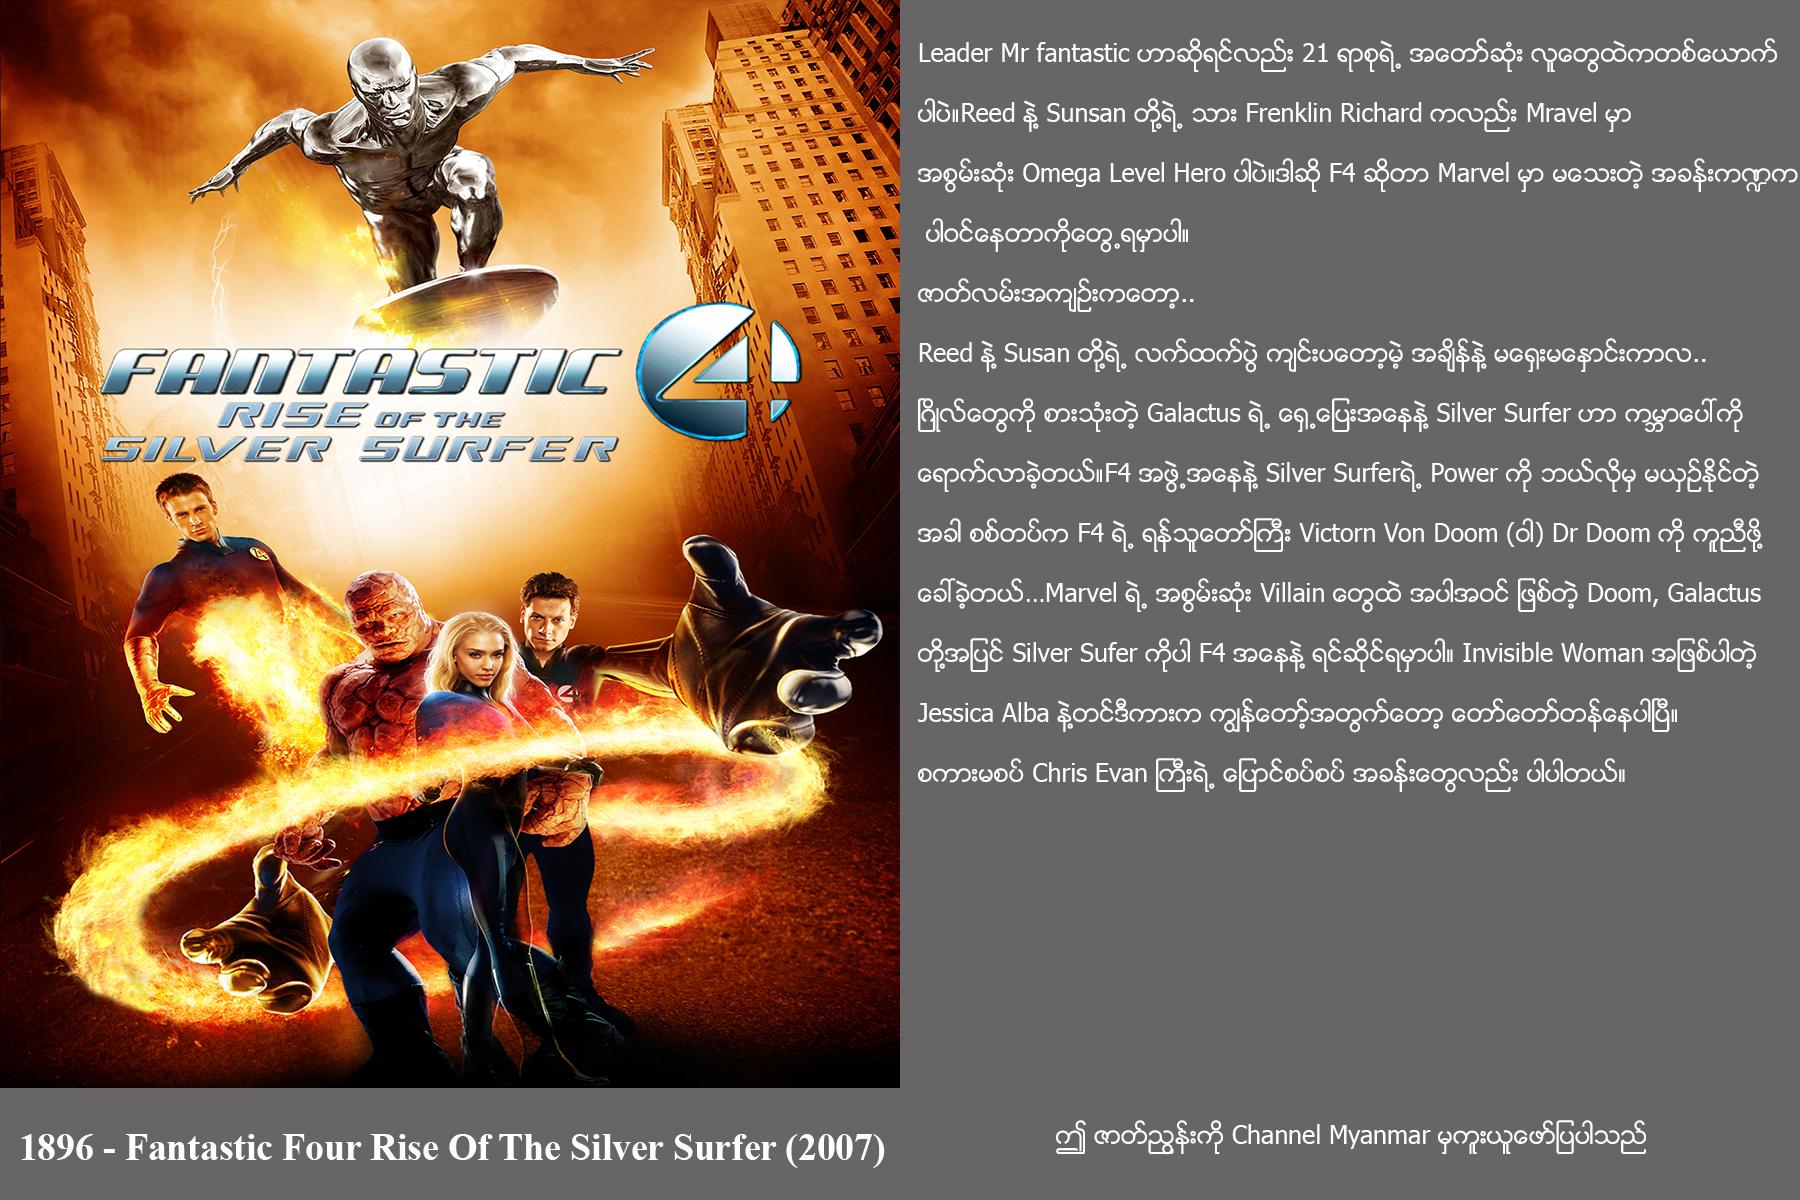 FANTASTIC 4
RISE OF THE
SILVER SURFER
1896 - Fantastic Four Rise Of The Silver Surfer (2007)
Leader Mr fantastic ဟာဆိုရင်လည်း 21 ရာစုရဲ့ အတော်ဆုံး လူတွေထဲကတစ်ယောက်
ပါပဲ။Reed နဲ့ Sunsan တို့ရဲ့ သား Frenklin Richard ကလည်း Mravel မှာ
အစွမ်းဆုံး Omega Level Hero ပါပဲ။ဒါဆို F4 ဆိုတာ Marvel မှာ မသေးတဲ့ အခန်းကဏ္ဍက
ပါဝင်နေတာကိုတွေ့ရမှာပါ။
ဇာတ်လမ်းအကျဉ်းကတော့..
Reed နဲ့ Susan တို့ရဲ့ လက်ထက်ပွဲ ကျင်းပတော့မဲ့ အချိန်နဲ့ မရှေးမနှောင်းကာလ..
ဂြိုလ်တွေကို စားသုံးတဲ့ Galactus ရဲ့ ရှေ့ပြေးအနေနဲ့ Silver Surfer ဟာ ကမ္ဘာပေါ်ကို
ရောက်လာခဲ့တယ်။F4 အဖွဲ့အနေနဲ့ Silver Surferရဲ့ Power ကို ဘယ်လိုမှ မယှဉ်နိုင်တဲ့
အခါ စစ်တပ်က F4 ရဲ့ ရန်သူတော်ကြီး Victorn Von Doom (ဝါ) Dr Doom ကို ကူညီဖို့
ခေါ်ခဲ့တယ်...Marvel ရဲ့ အစွမ်းဆုံး Villain တွေထဲ အပါအဝင် ဖြစ်တဲ့ Doom, Galactus
တို့အပြင် Silver Sufer ကိုပါ F4 အနေနဲ့ ရင်ဆိုင်ရမှာပါ။ Invisible Woman အဖြစ်ပါတဲ့
Jessica Alba နဲ့တင်ဒီကားက ကျွန်တော့်အတွက်တော့ တော်တော်တန်နေပါပြီ။
စကားမစပ် Chris Evan ကြီးရဲ့ ပြောင်စပ်စပ် အခန်းတွေလည်း ပါပါတယ်။
ဤ ဇာတ်ညွှန်းကို Channel Myanmar မှကူးယူဖော်ပြပါသည်